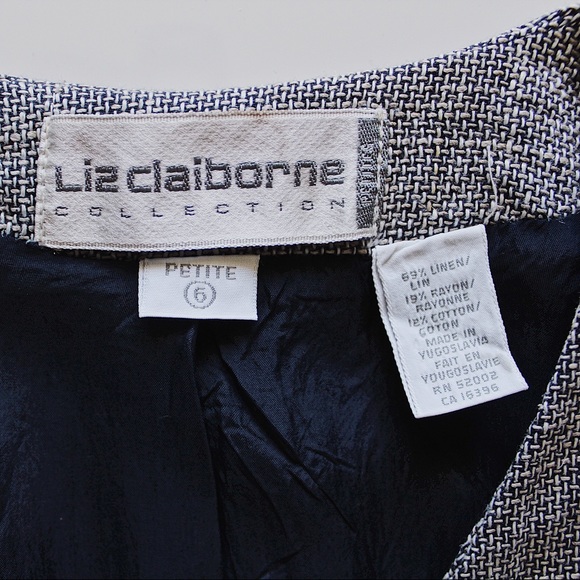 Liz claiborne
COLLECTION
PETITE
6
69% LINEN/
LIN
19% RAYON/
RAYONNE
12% COTTON/
COTON
MADE IN
YUGOSLAVIA
FAIT EN
YOUGOSLAVIE
RN 52002
CA 16396